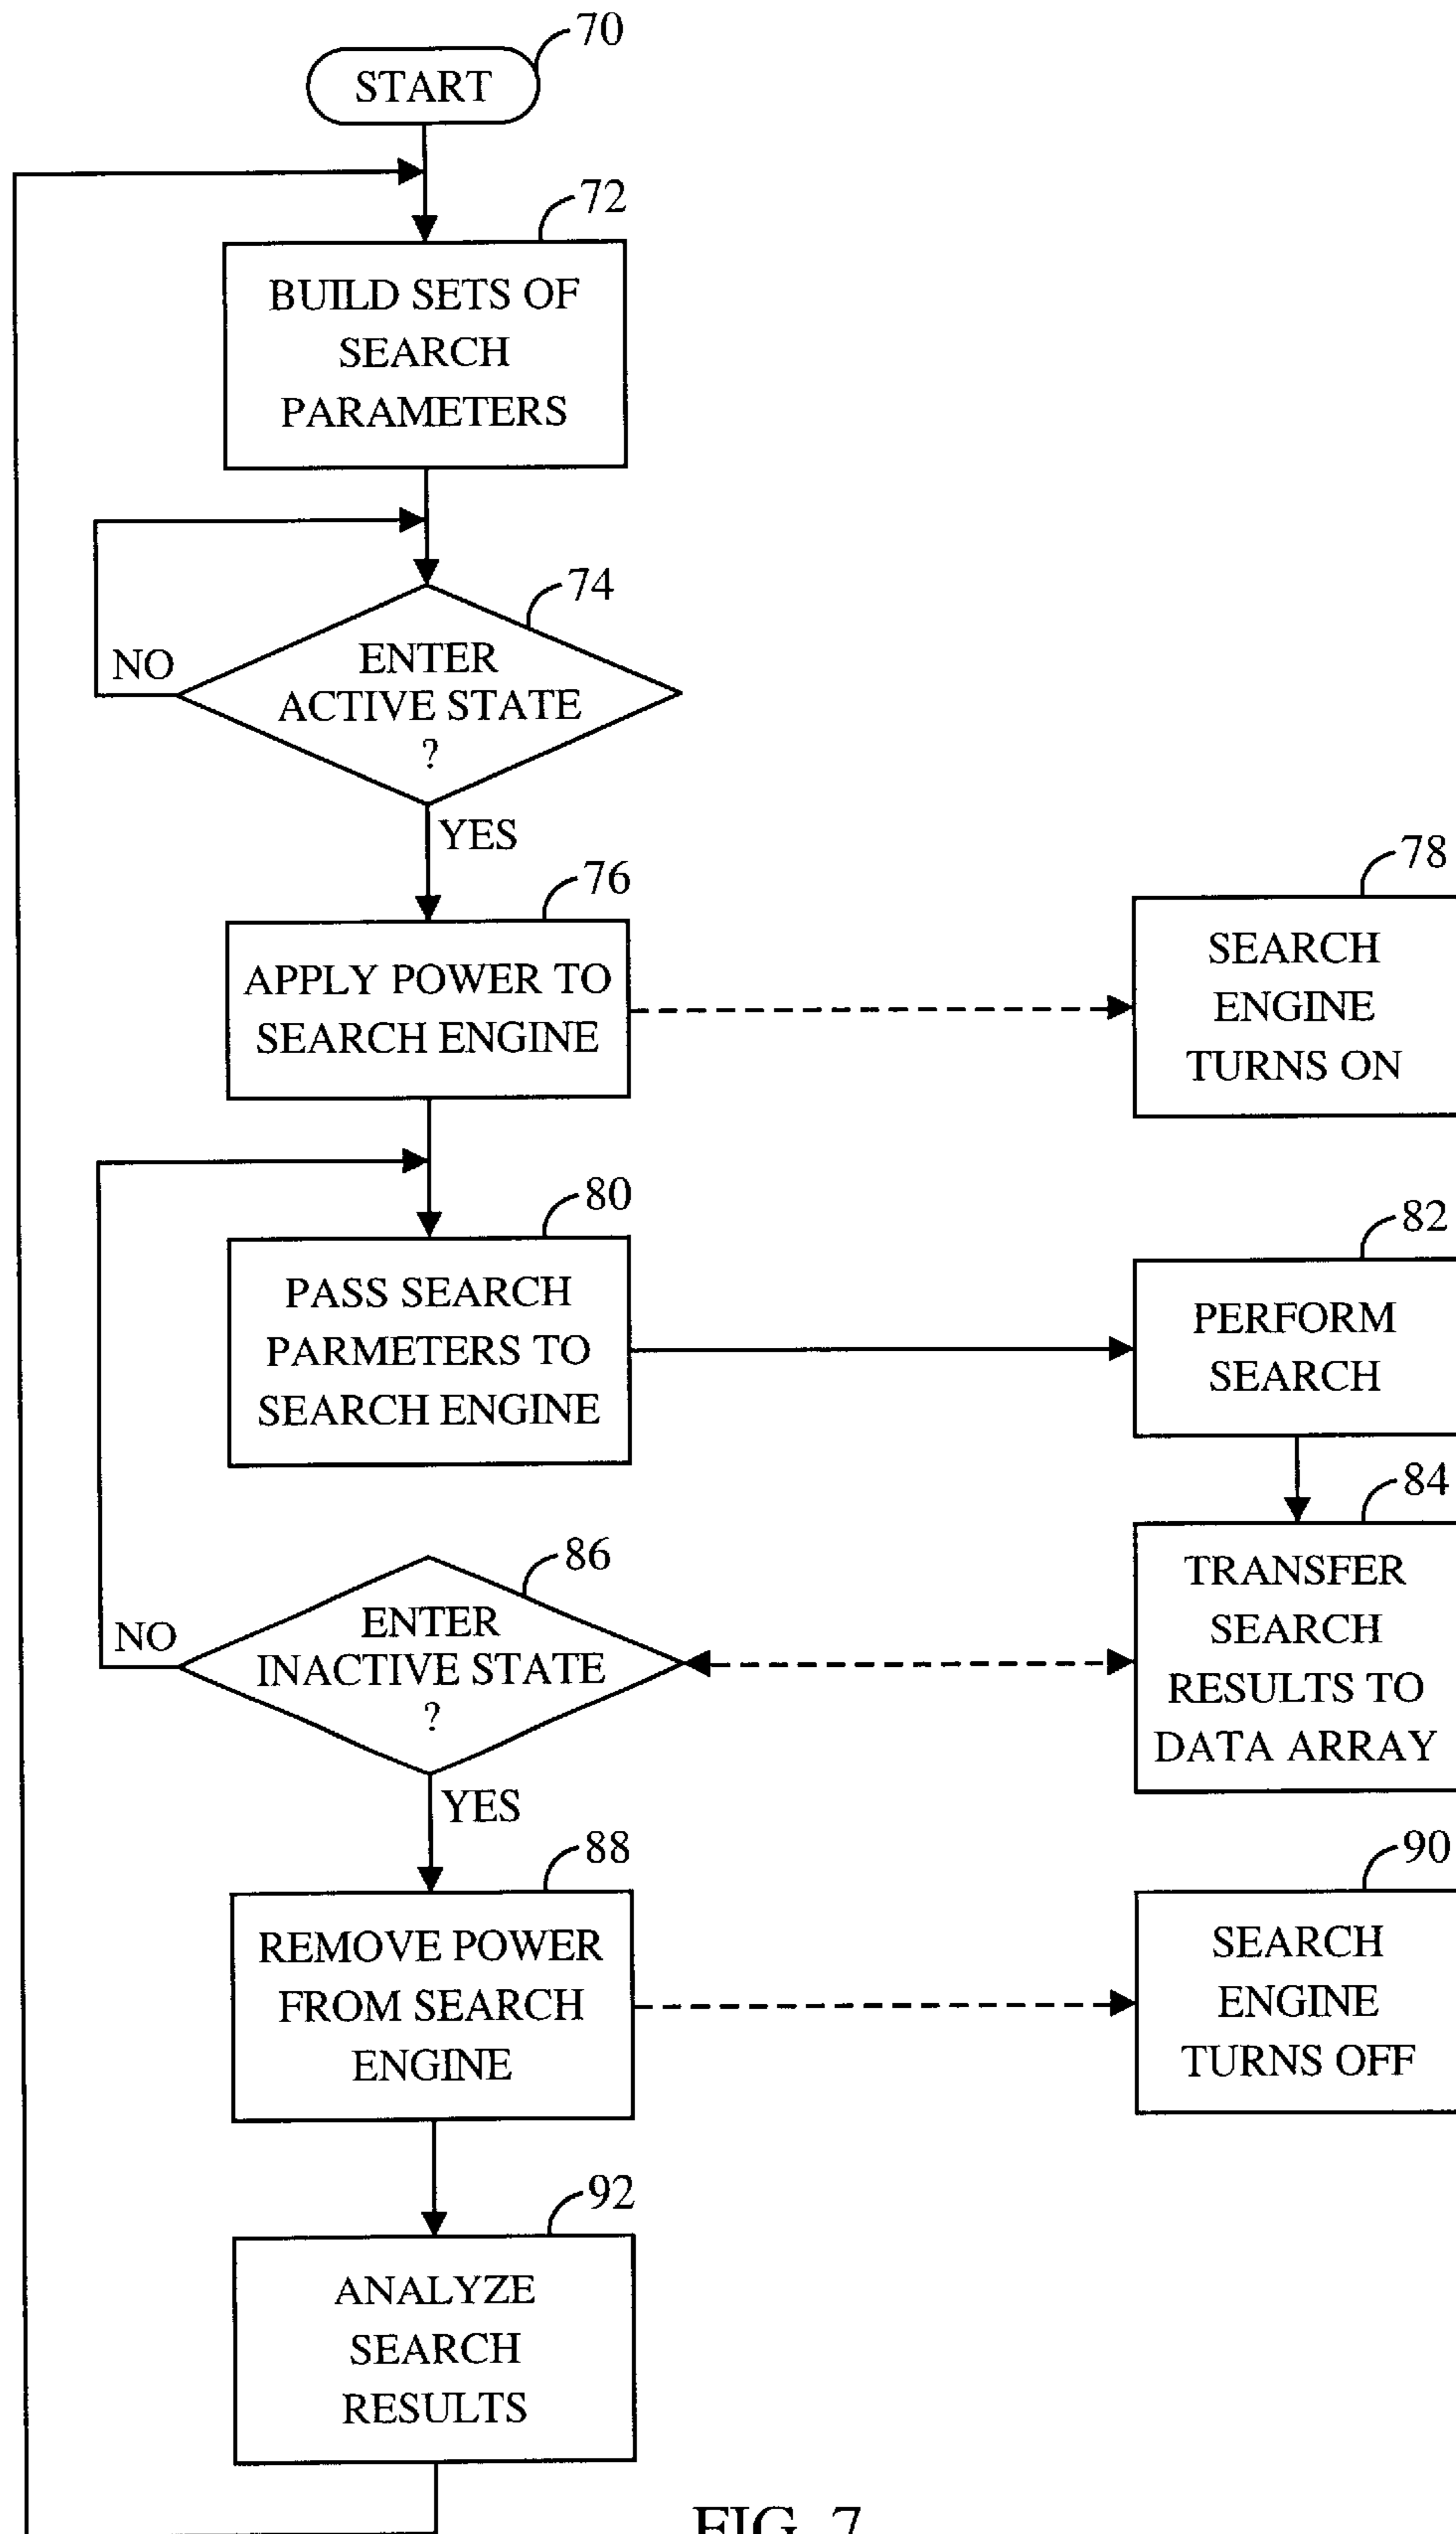 70
START
72
BUILD SETS OF
SEARCH
PARAMETERS
74
ENTER
ACTIVE STATE
?
NO
YES
76
APPLY POWER TO
SEARCH ENGINE
78
SEARCH
ENGINE
TURNS ON
80
PASS SEARCH
PARMETERS TO
SEARCH ENGINE
82
PERFORM
SEARCH
84
TRANSFER
SEARCH
RESULTS TO
DATA ARRAY
86
ENTER
INACTIVE STATE
?
NO
YES
88
REMOVE POWER
FROM SEARCH
ENGINE
90
SEARCH
ENGINE
TURNS OFF
92
ANALYZE
SEARCH
RESULTS
FIG. 7